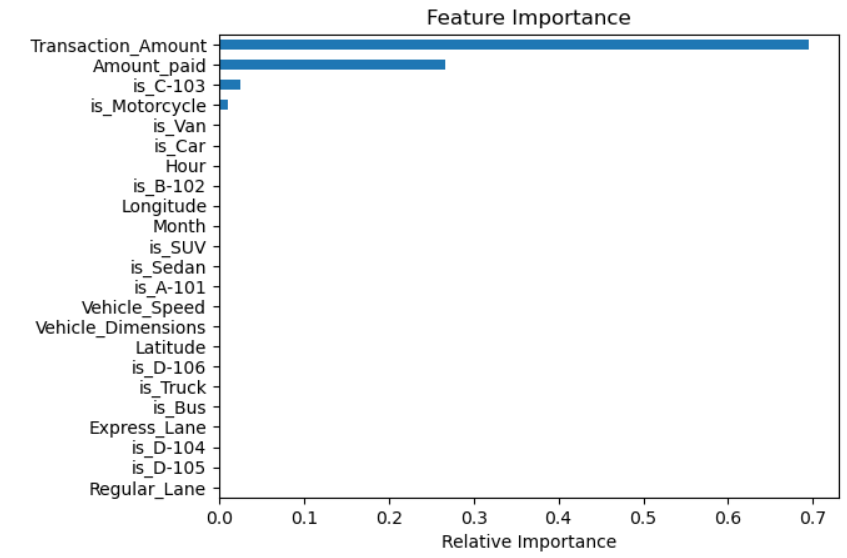 Feature Importance
Transaction_Amount
Amount_paid
is_C-103
is_Motorcycle
is_Van
is_Car
Hour
is_B-102
Longitude
Month
is_SUV
is_Sedan
is_A-101
Vehicle_Speed
Vehicle_Dimensions
Latitude
is_D-106
is_Truck
is_Bus
Express_Lane
is_D-104
is_D-105
Regular_Lane
0.0 0.1 0.2 0.3 0.4 0.5 0.6 0.7
Relative Importance